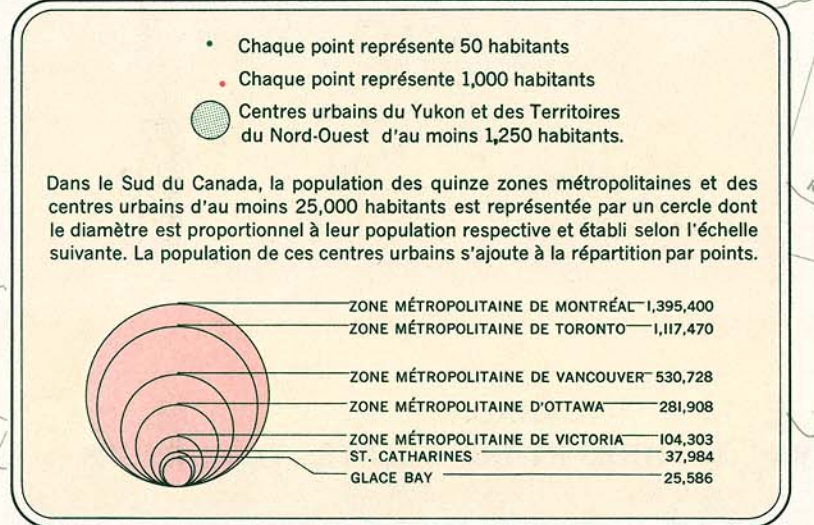 Chaque point représente 50 habitants
Chaque point représente 1,000 habitants
Centres urbains du Yukon et des Territoires
du Nord-Ouest d'au moins 1,250 habitants.
Dans le Sud du Canada, la population des quinze zones métropolitaines et des
centres urbains d'au moins 25,000 habitants est représentée par un cercle dont
le diamètre est proportionnel à leur population respective et établi selon l'échelle
suivante. La population de ces centres urbains s'ajoute à la répartition par points.
ZONE MÉTROPOLITAINE DE MONTRÉAL 1,395,400
ZONE MÉTROPOLITAINE DE TORONTO 1,117,470
ZONE MÉTROPOLITAINE DE VANCOUVER 530,728
ZONE MÉTROPOLITAINE D'OTTAWA 281,908
ZONE MÉTROPOLITAINE DE VICTORIA 104,303
ST. CATHARINES 37,984
GLACE BAY 25,586